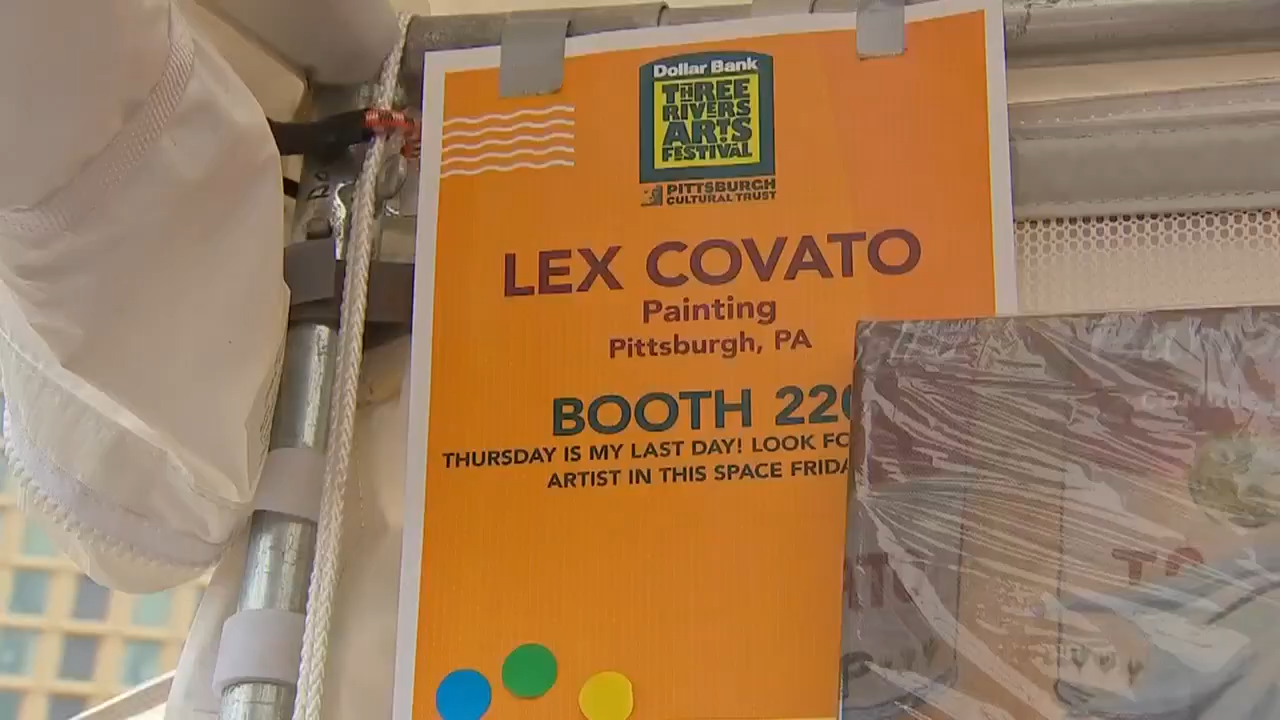 Dollar Bank
THREE
RIVERS
ARTS
FESTIVAL
PITTSBURGH
CULTURAL TRUST
LEX COVATO
Painting
Pittsburgh, PA
BOOTH
THURSDAY IS MY LAST DAY! LOOK
ARTIST IN THIS SPACE